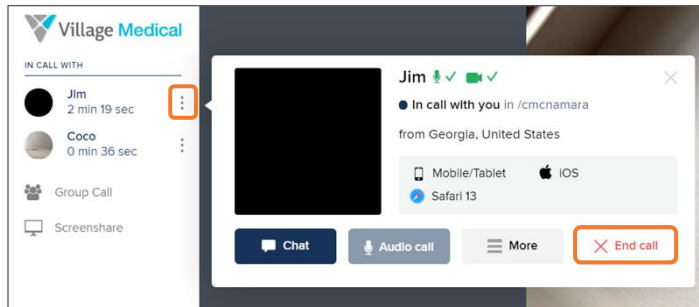 Village Medical
IN CALL WITH
Jim
2 min 19 sec
Coco
0 min 36 sec
Group Call
Screenshare
Jim
In call with you in /cmcnamara
from Georgia, United States
Mobile/Tablet iOS
Safari 13
Chat Audio call More End call